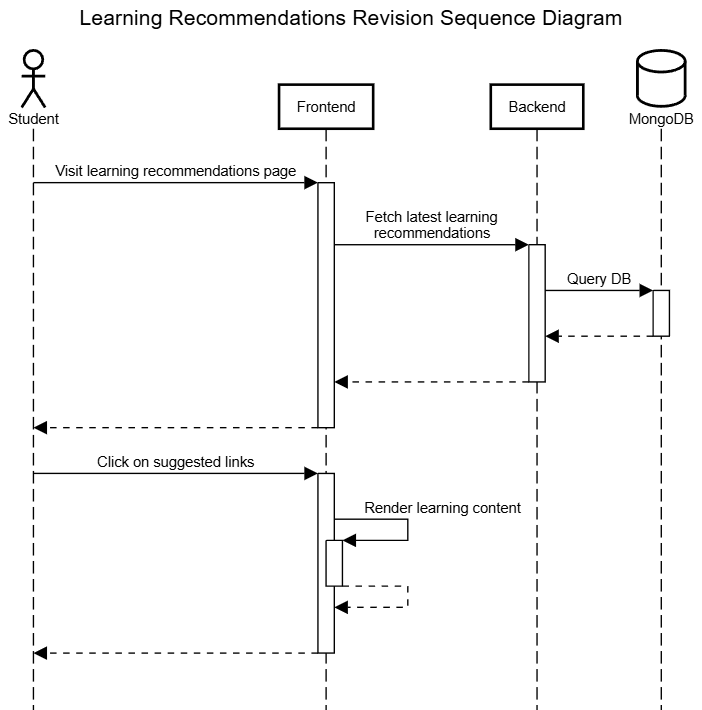 Learning Recommendations Revision Sequence Diagram
Student
Frontend
Backend
MongoDB
Visit learning recommendations page
Fetch latest learning
recommendations
Query DB
Click on suggested links
Render learning content